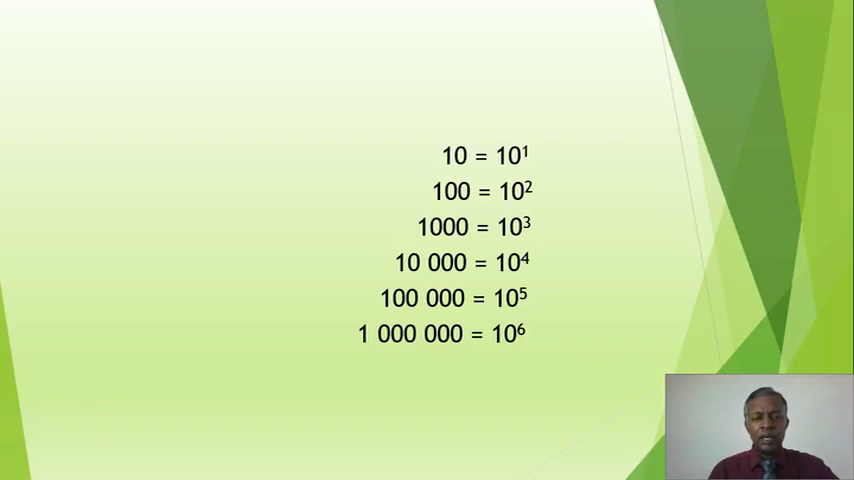 10 = 10¹
100 = 10²
1000 = 10³
10 000 = 10⁴
100 000 = 10⁵
1 000 000 = 10⁶